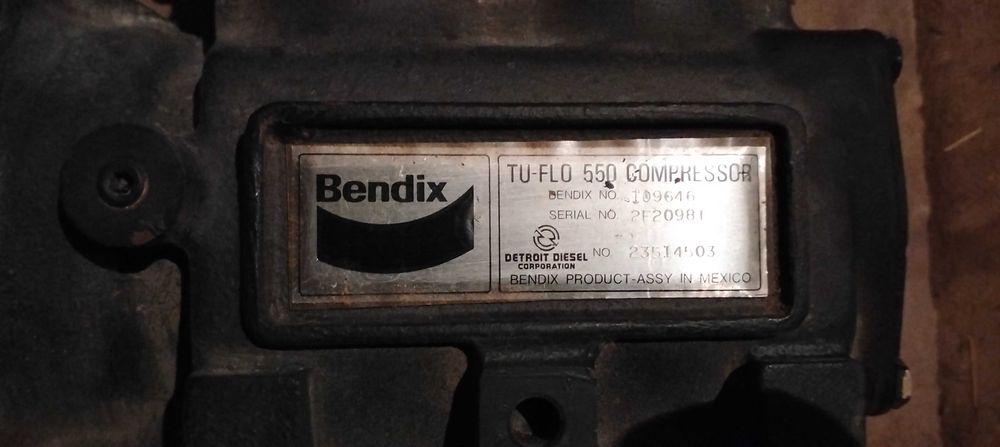 Bendix
TU-FLO 550 COMPRESSOR
BENDIX NO. 109646
SERIAL NO. 2F20981
DETROIT DIESEL
CORPORATION
NO. 23514503
BENDIX PRODUCT-ASSY IN MEXICO